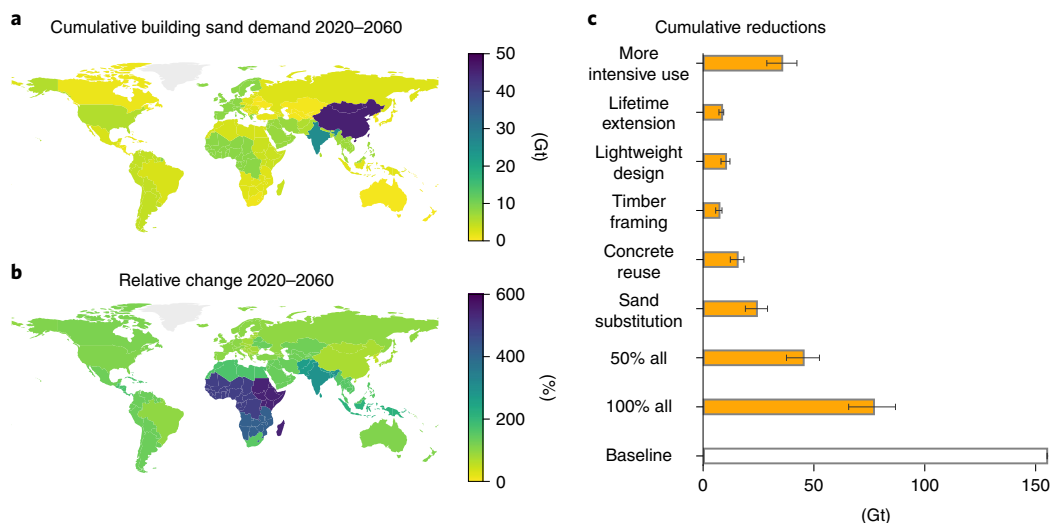 a
Cumulative building sand demand 2020–2060
50
40
30
20
10
0
(Gt)
b
Relative change 2020–2060
600
400
200
0
(%)
c
Cumulative reductions
More
intensive use
Lifetime
extension
Lightweight
design
Timber
framing
Concrete
reuse
Sand
substitution
50% all
100% all
Baseline
0 50 100 150
(Gt)